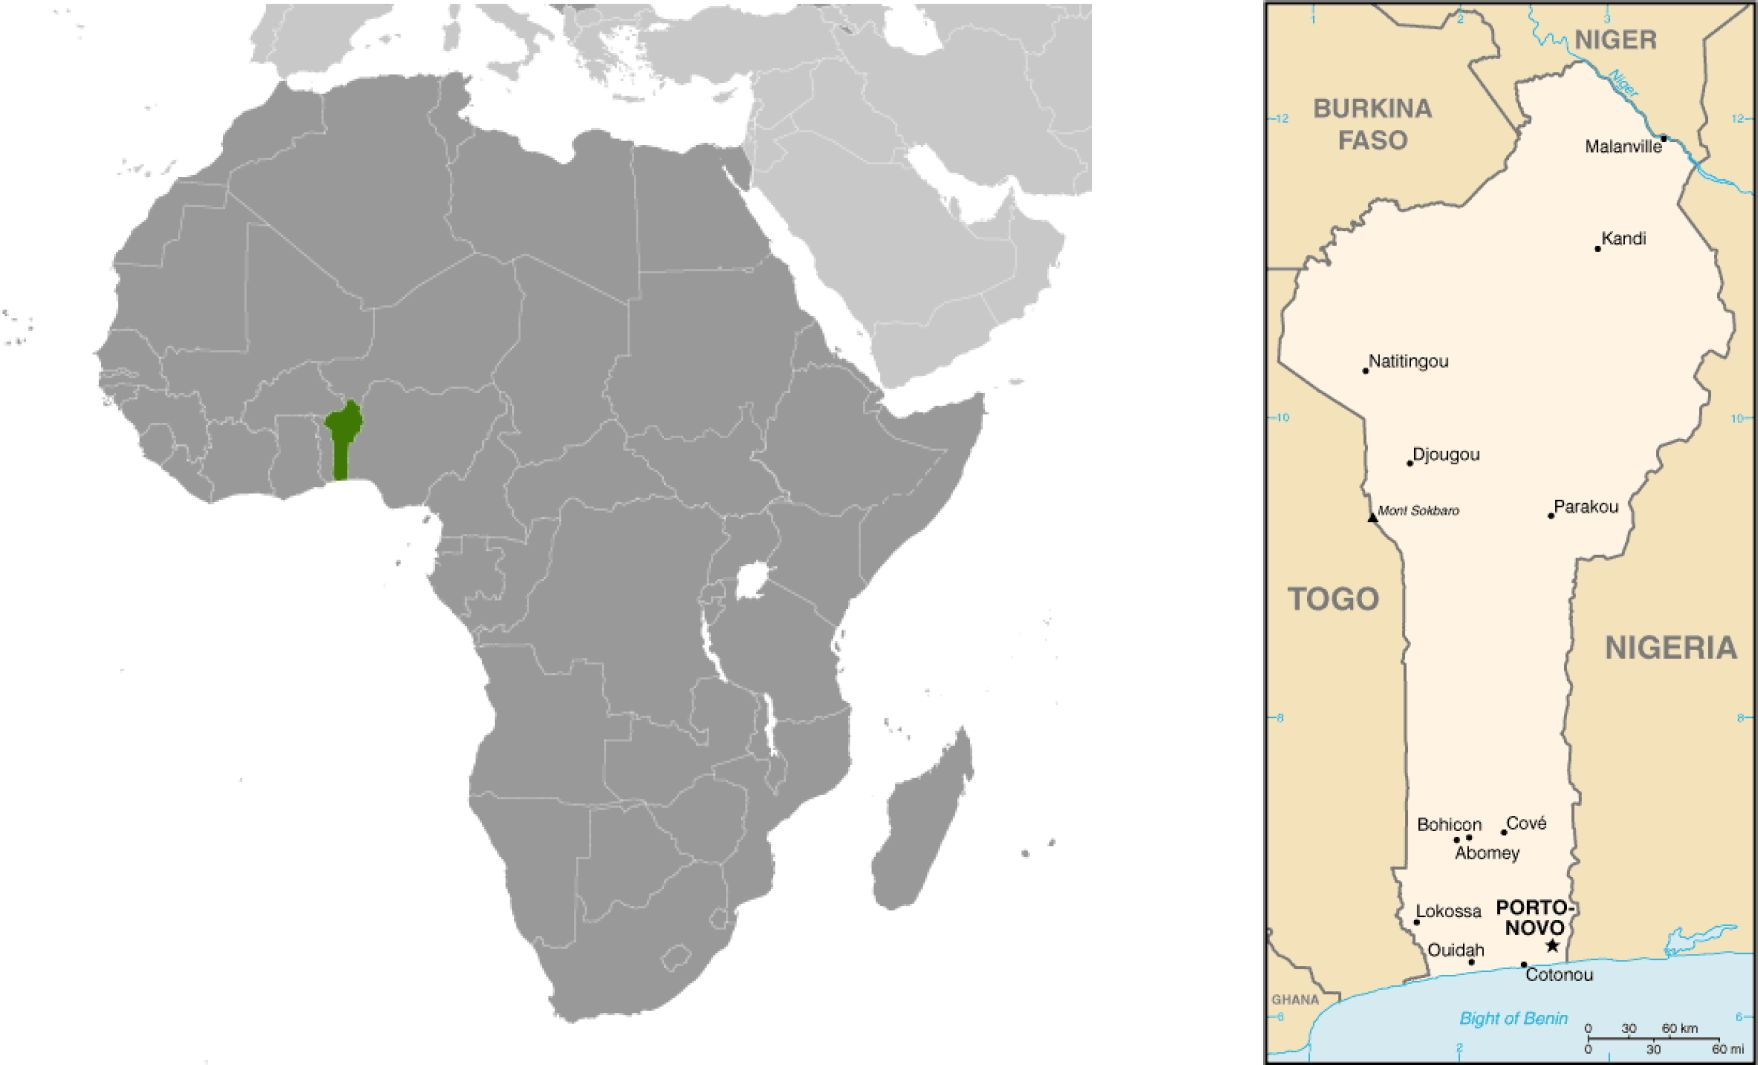 1
2
3
NIGER
Niger
BURKINA
FASO
12
12
Malanville
Kandi
Natitingou
10
10
Djougou
Mont Sokbaro
Parakou
TOGO
NIGERIA
8
8
Bohicon
Cové
Abomey
Lokossa
PORTO-
NOVO
Ouidah
Cotonou
GHANA
Bight of Benin
6
6
0 30 60 km
0 30 60 mi
1
2